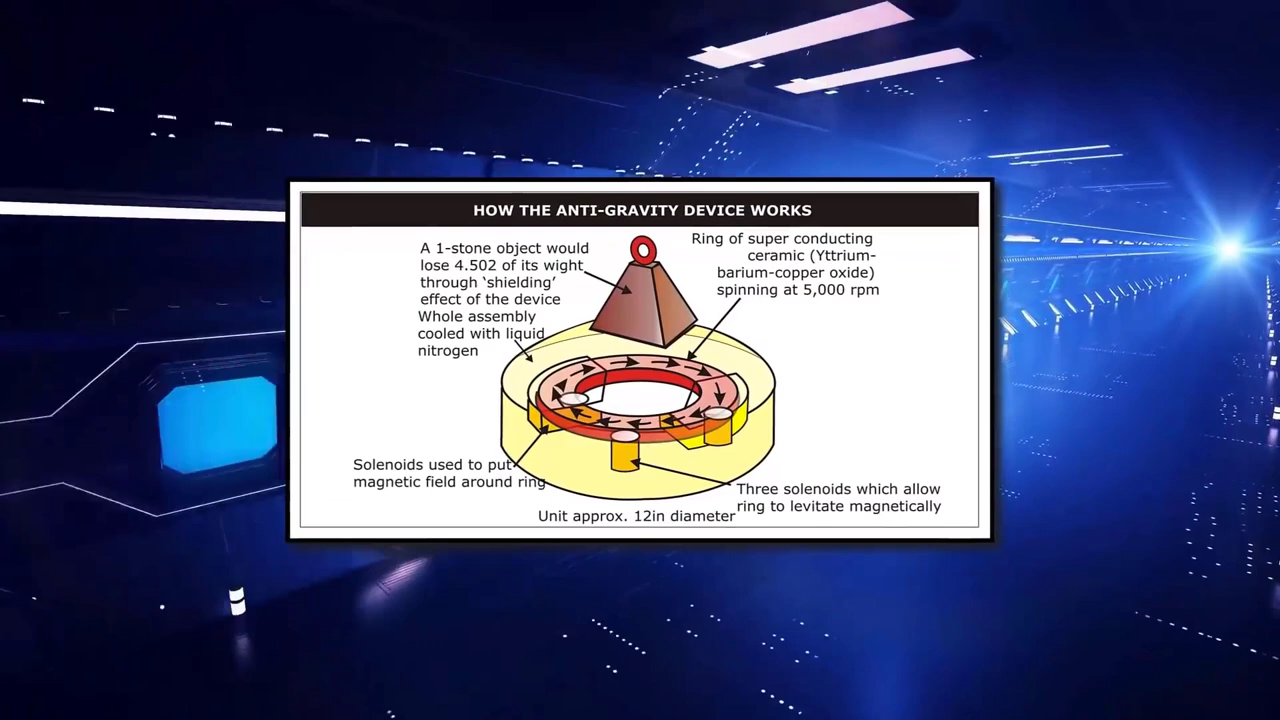 HOW THE ANTI-GRAVITY DEVICE WORKS
A 1-stone object would
lose 4.502 of its wight
through ‘shielding’
effect of the device
Whole assembly
cooled with liquid
nitrogen
Ring of super conducting
ceramic (Yttrium-
barium-copper oxide)
spinning at 5,000 rpm
Solenoids used to put
magnetic field around ring
Three solenoids which allow
ring to levitate magnetically
Unit approx. 12in diameter